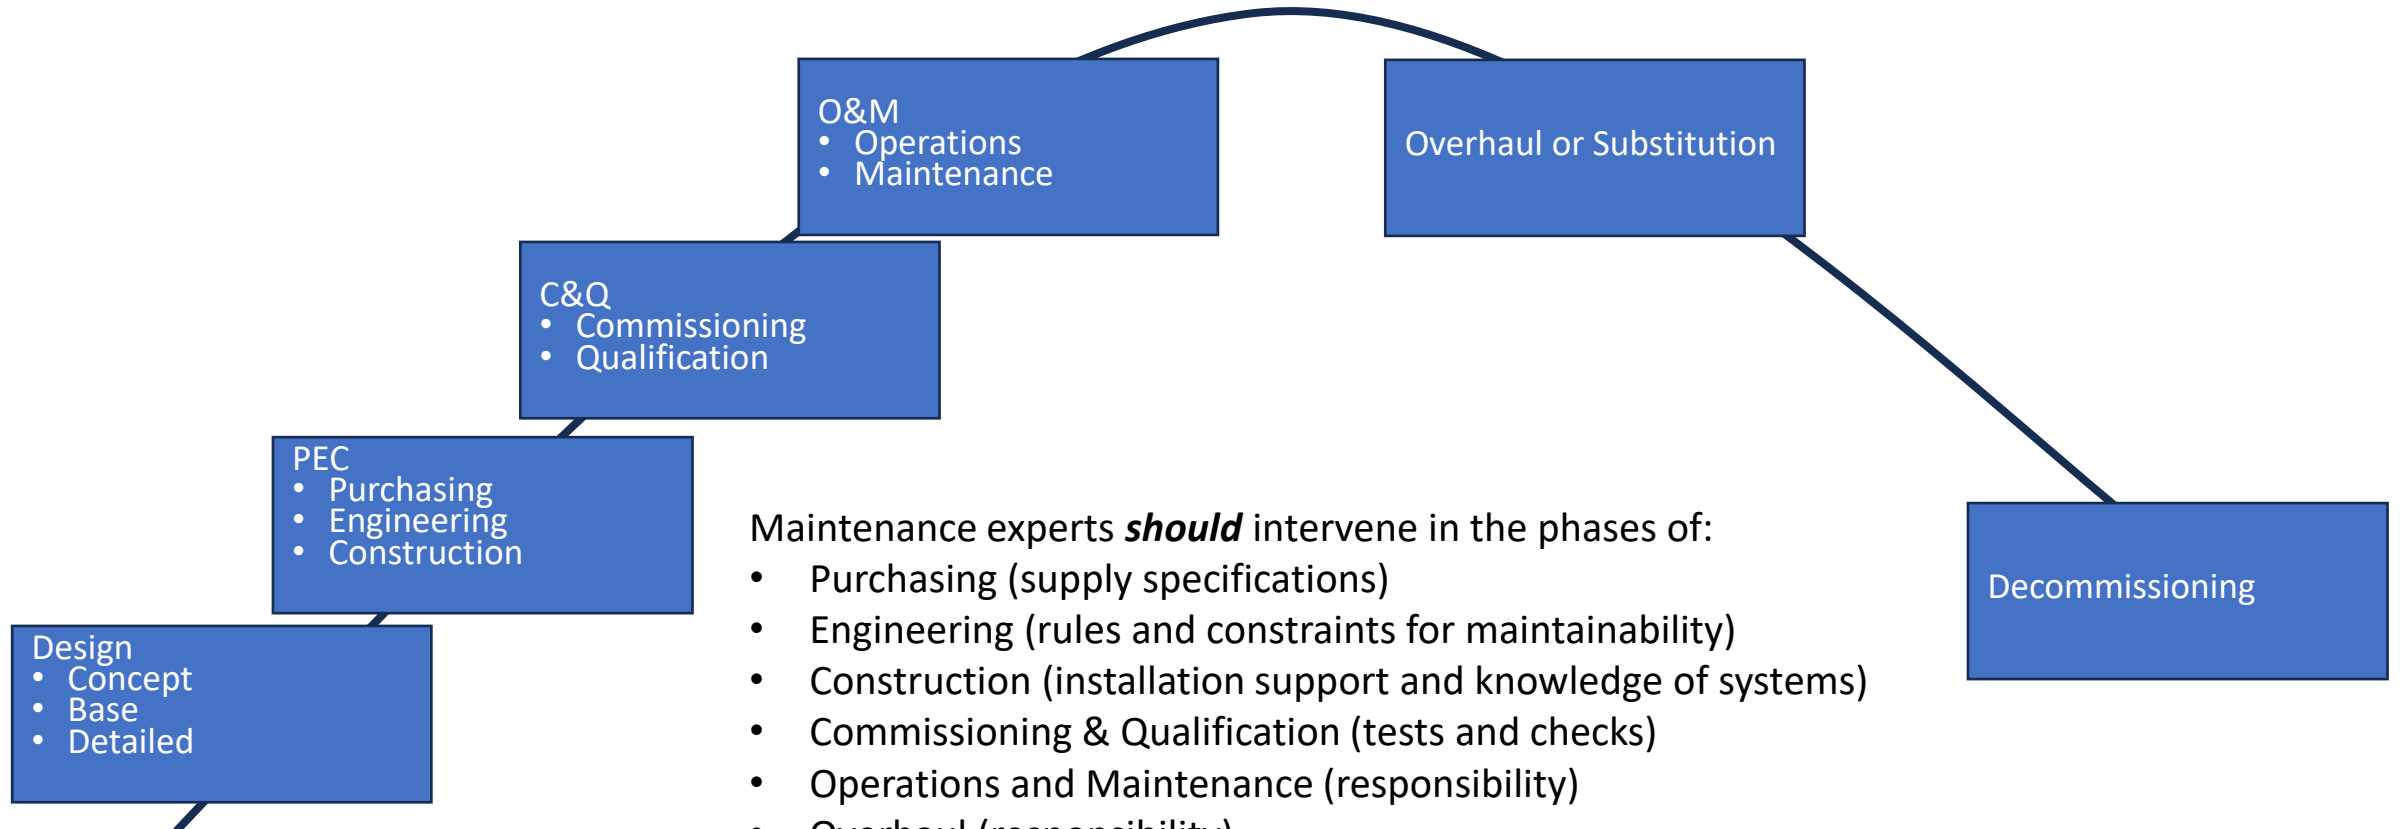 O&M
• Operations
• Maintenance
Overhaul or Substitution
C&Q
• Commissioning
• Qualification
PEC
• Purchasing
• Engineering
• Construction
Design
• Concept
• Base
• Detailed
Maintenance experts should intervene in the phases of:
• Purchasing (supply specifications)
• Engineering (rules and constraints for maintainability)
• Construction (installation support and knowledge of systems)
• Commissioning & Qualification (tests and checks)
• Operations and Maintenance (responsibility)
• Overhaul (responsibility)
Decommissioning